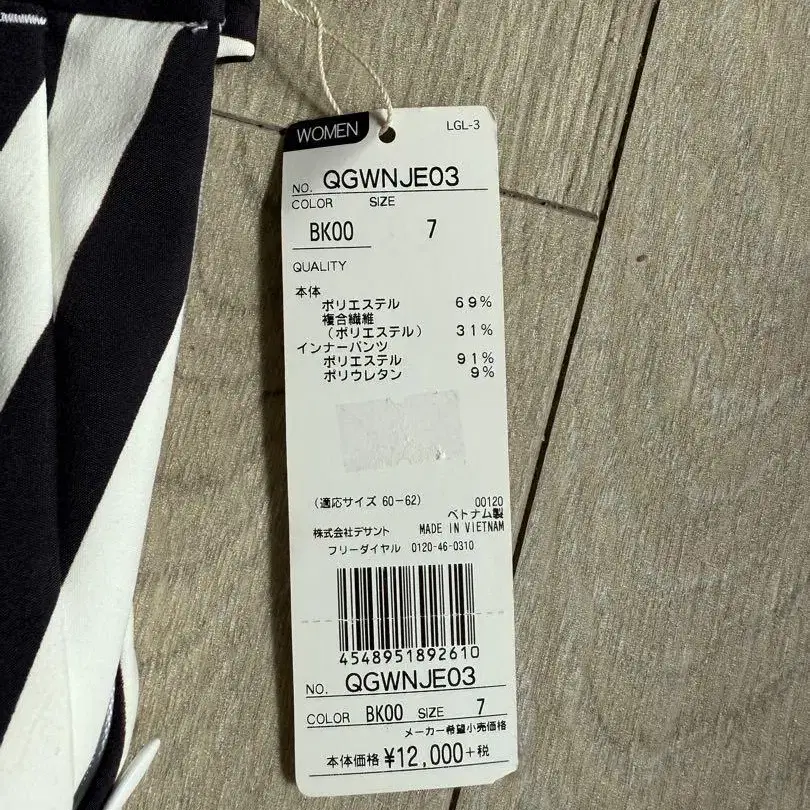 WOMEN
LGL-3
NO. QGWNJE03
COLOR SIZE
BK00 7
QUALITY
本体
ポリエステル 69%
複合繊維
(ポリエステル) 31%
インナーパンツ
ポリエステル 91%
ポリウレタン 9%
(適応サイズ 60-62) 00120
ベトナム製
株式会社デサント MADE IN VIETNAM
フリーダイヤル 0120-46-0310
4548951892610
NO. QGWNJE03
COLOR BK00 SIZE 7
メーカー希望小売価格
本体価格 ¥12,000+税